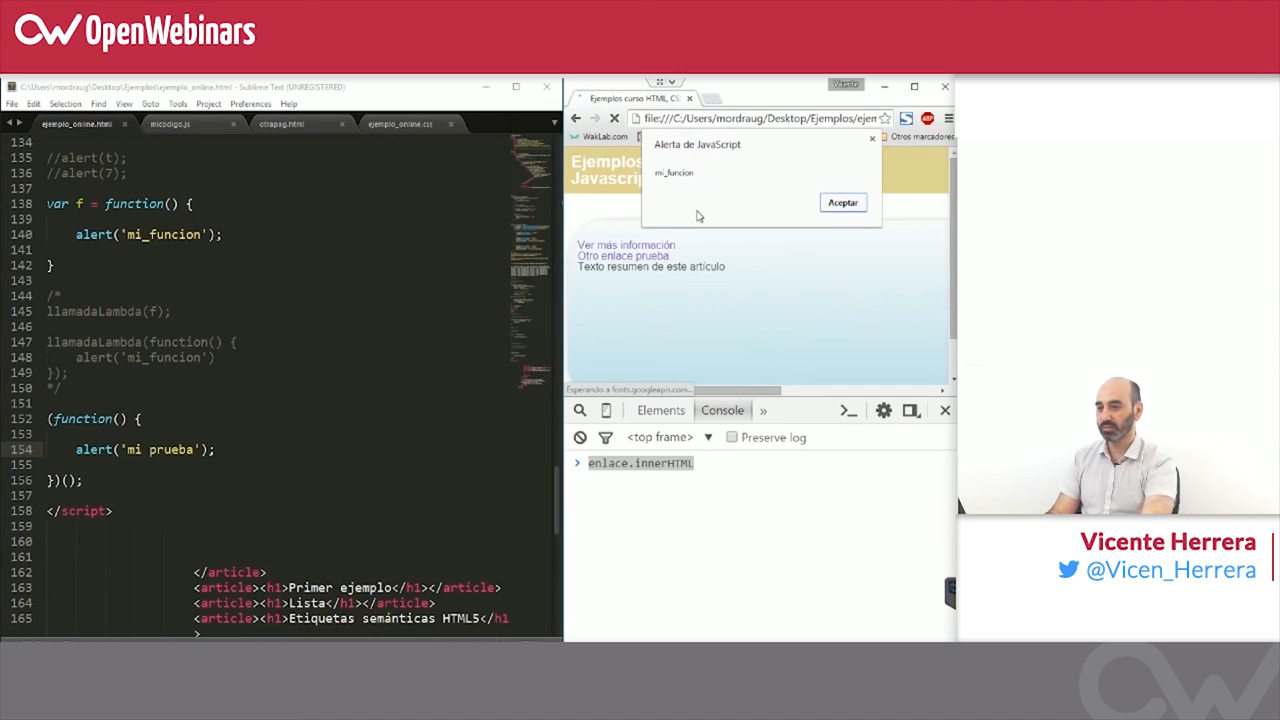 OpenWebinars
C:\Users\mordraug\Desktop\Ejemplos\ejemplo_online.html - Sublime Text (UNREGISTERED)
File Edit Selection Find View Goto Tools Project Preferences Help
ejemplo_online.html micodigo.js otrapag.html ejemplo_online.css
134
135 //alert(t);
136 //alert(7);
137
138 var f = function() {
139
140 alert('mi_funcion');
141
142 }
143
144 /*
145 llamadaLambda(f);
146
147 llamadaLambda(function() {
148 alert('mi_funcion')
149 });
150 */
151
152 (function() {
153
154 alert('mi prueba');
155
156 })();
157
158 </script>
159
160
161
162 </article>
163 <article><h1>Primer ejemplo</h1></article>
164 <article><h1>Lista</h1></article>
165 <article><h1>Etiquetas semánticas HTML5</h1
>
Vicente
Ejemplos curso HTML, CS
file:///C:/Users/mordraug/Desktop/Ejemplos/ejem
ABP
WakLab.com
Otros marcadores
Ejemplos
Javascrip
Alerta de JavaScript
mi_funcion
Aceptar
Ver más información
Otro enlace prueba
Texto resumen de este artículo
Esperando a fonts.googleapis.com...
Elements Console »
<top frame> ▼ Preserve log
> enlace.innerHTML
Vicente Herrera
@Vicen_Herrera